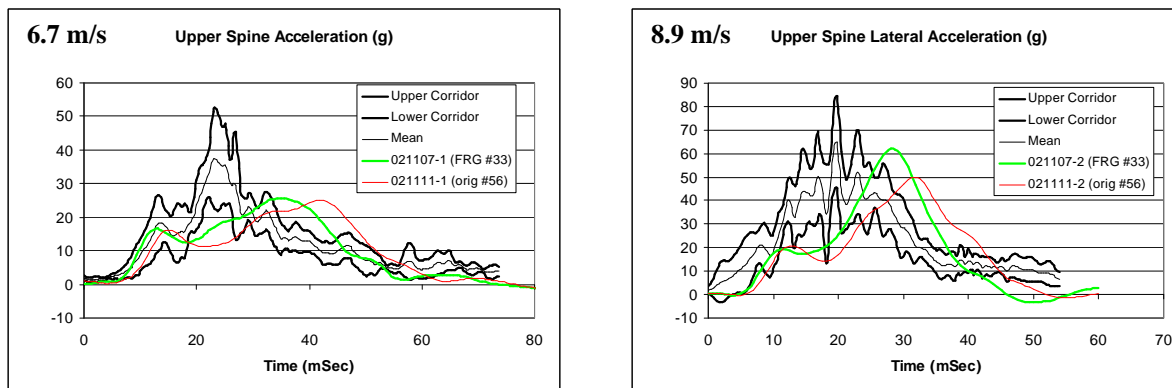 6.7 m/s
Upper Spine Acceleration (g)
60
50
40
30
20
10
0
-10
0 20 40 60 80
Time (mSec)
Upper Corridor
Lower Corridor
Mean
021107-1 (FRG #33)
021111-1 (orig #56)
8.9 m/s
Upper Spine Lateral Acceleration (g)
90
80
70
60
50
40
30
20
10
0
-10
0 10 20 30 40 50 60 70
Time (mSec)
Upper Corridor
Lower Corridor
Mean
021107-2 (FRG #33)
021111-2 (orig #56)